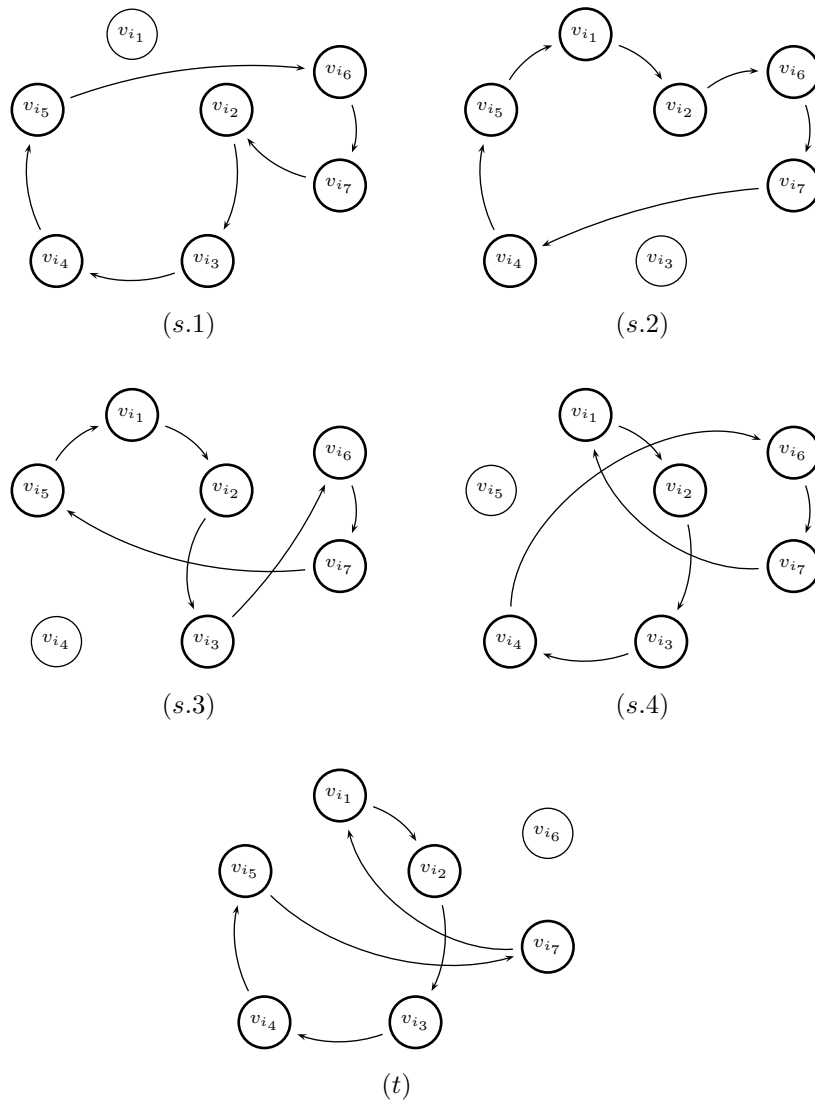 v_{i_1}
v_{i_6}
v_{i_5}
v_{i_2}
v_{i_7}
v_{i_4}
v_{i_3}
(s.1)
v_{i_1}
v_{i_6}
v_{i_5}
v_{i_2}
v_{i_7}
v_{i_4}
v_{i_3}
(s.2)
v_{i_1}
v_{i_6}
v_{i_5}
v_{i_2}
v_{i_7}
v_{i_4}
v_{i_3}
(s.3)
v_{i_1}
v_{i_6}
v_{i_5}
v_{i_2}
v_{i_7}
v_{i_4}
v_{i_3}
(s.4)
v_{i_1}
v_{i_6}
v_{i_5}
v_{i_2}
v_{i_7}
v_{i_4}
v_{i_3}
(t)